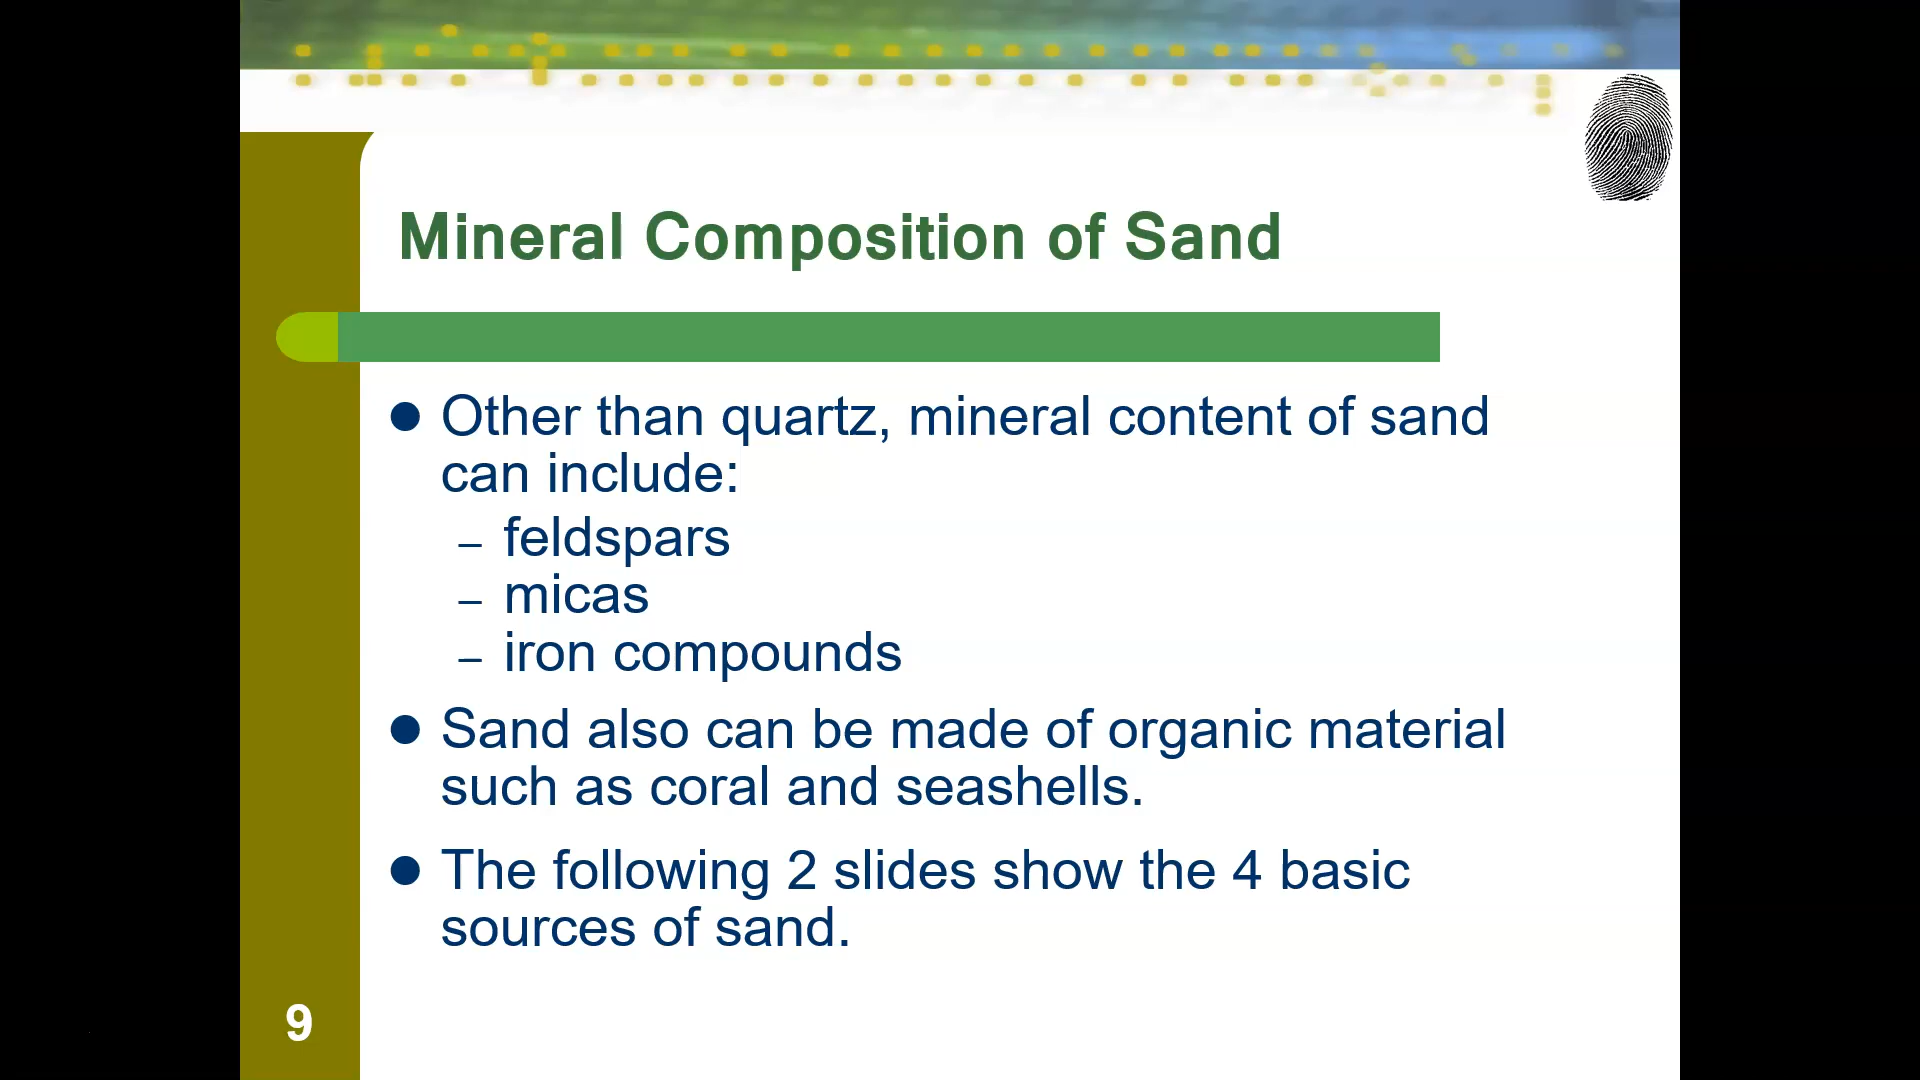 Mineral Composition of Sand
● Other than quartz, mineral content of sand
can include:
– feldspars
– micas
– iron compounds
● Sand also can be made of organic material
such as coral and seashells.
● The following 2 slides show the 4 basic
sources of sand.
9